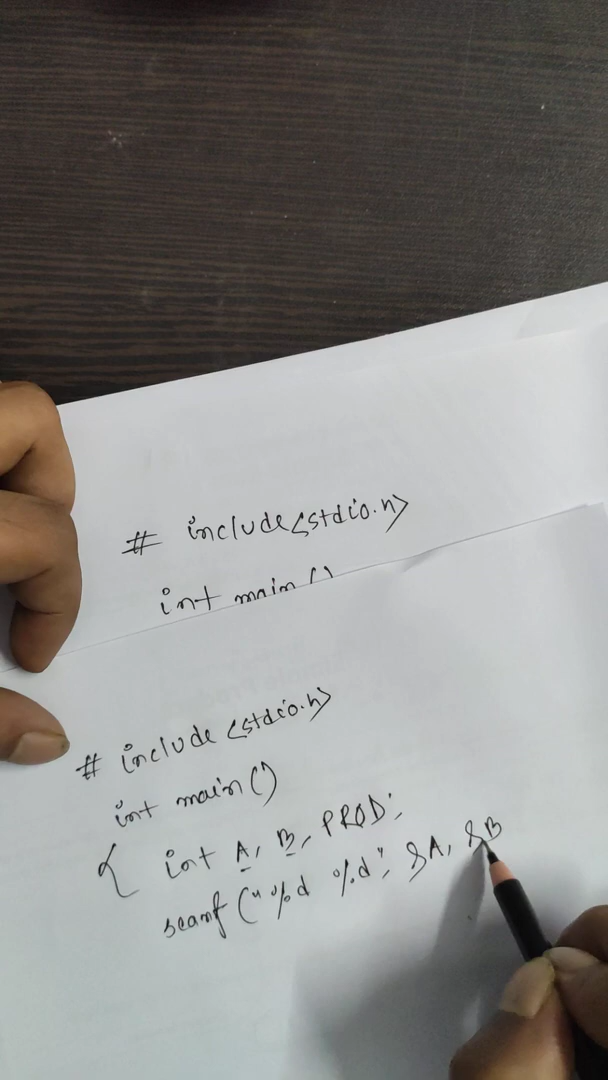 # include<stdio.h>
int main()
# include <stdio.h>
int main()
{ int A, B, PROD;
scanf ("%d %d", &A, &B